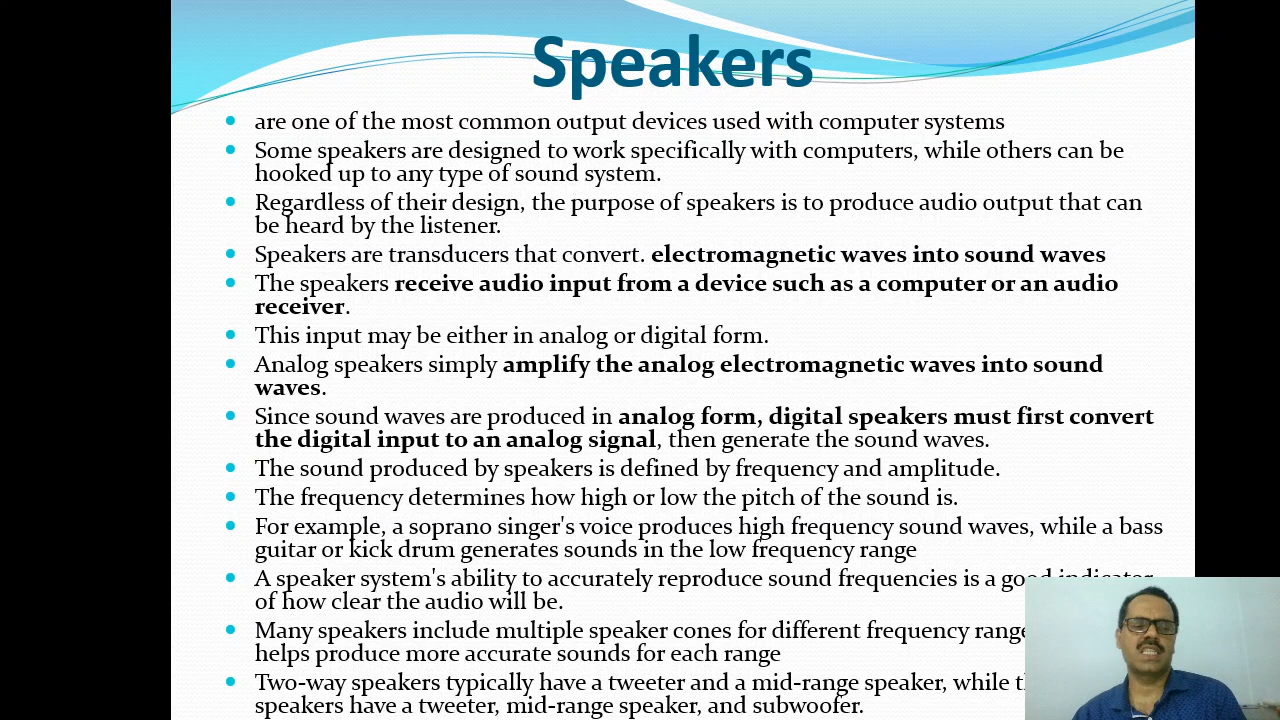 Speakers
are one of the most common output devices used with computer systems
Some speakers are designed to work specifically with computers, while others can be
hooked up to any type of sound system.
Regardless of their design, the purpose of speakers is to produce audio output that can
be heard by the listener.
Speakers are transducers that convert. electromagnetic waves into sound waves
The speakers receive audio input from a device such as a computer or an audio
receiver.
This input may be either in analog or digital form.
Analog speakers simply amplify the analog electromagnetic waves into sound
waves.
Since sound waves are produced in analog form, digital speakers must first convert
the digital input to an analog signal, then generate the sound waves.
The sound produced by speakers is defined by frequency and amplitude.
The frequency determines how high or low the pitch of the sound is.
For example, a soprano singer's voice produces high frequency sound waves, while a bass
guitar or kick drum generates sounds in the low frequency range
A speaker system's ability to accurately reproduce sound frequencies is a good indicator
of how clear the audio will be.
Many speakers include multiple speaker cones for different frequency
helps produce more accurate sounds for each range
Two-way speakers typically have a tweeter and a mid-range speaker, while
speakers have a tweeter, mid-range speaker, and subwoofer.